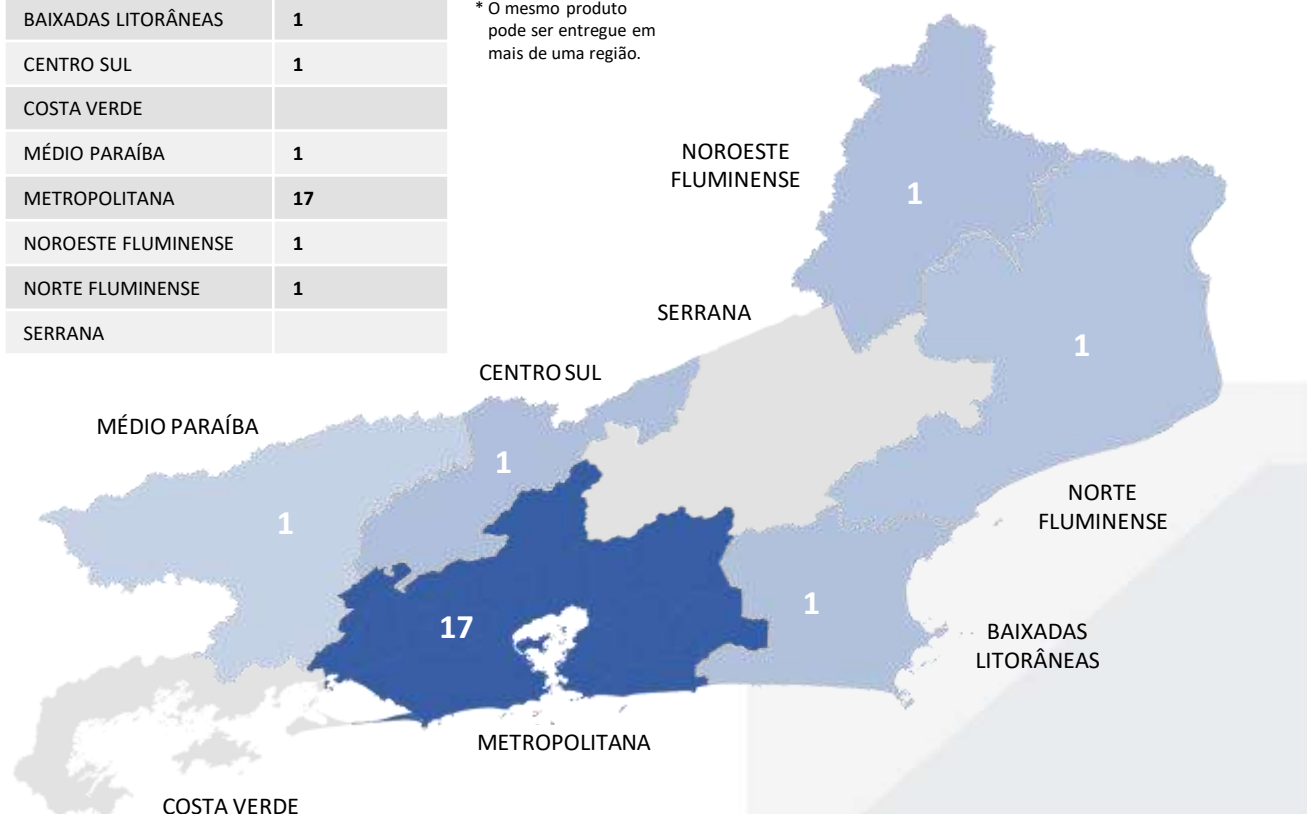 BAIXADAS LITORÂNEAS 1
CENTRO SUL 1
COSTA VERDE
MÉDIO PARAÍBA 1
METROPOLITANA 17
NOROESTE FLUMINENSE 1
NORTE FLUMINENSE 1
SERRANA
* O mesmo produto
pode ser entregue em
mais de uma região.
NOROESTE
FLUMINENSE
1
SERRANA
1
CENTRO SUL
MÉDIO PARAÍBA
1
NORTE
FLUMINENSE
1
1
17
BAIXADAS
LITORÂNEAS
METROPOLITANA
COSTA VERDE